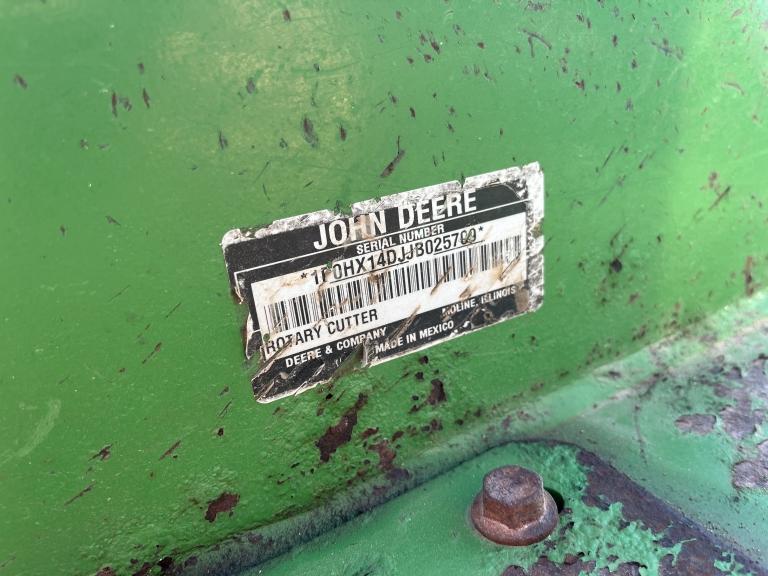 JOHN DEERE
SERIAL NUMBER
ROTARY CUTTER MOLINE, ILLINOIS
DEERE & COMPANY MADE IN MEXICO